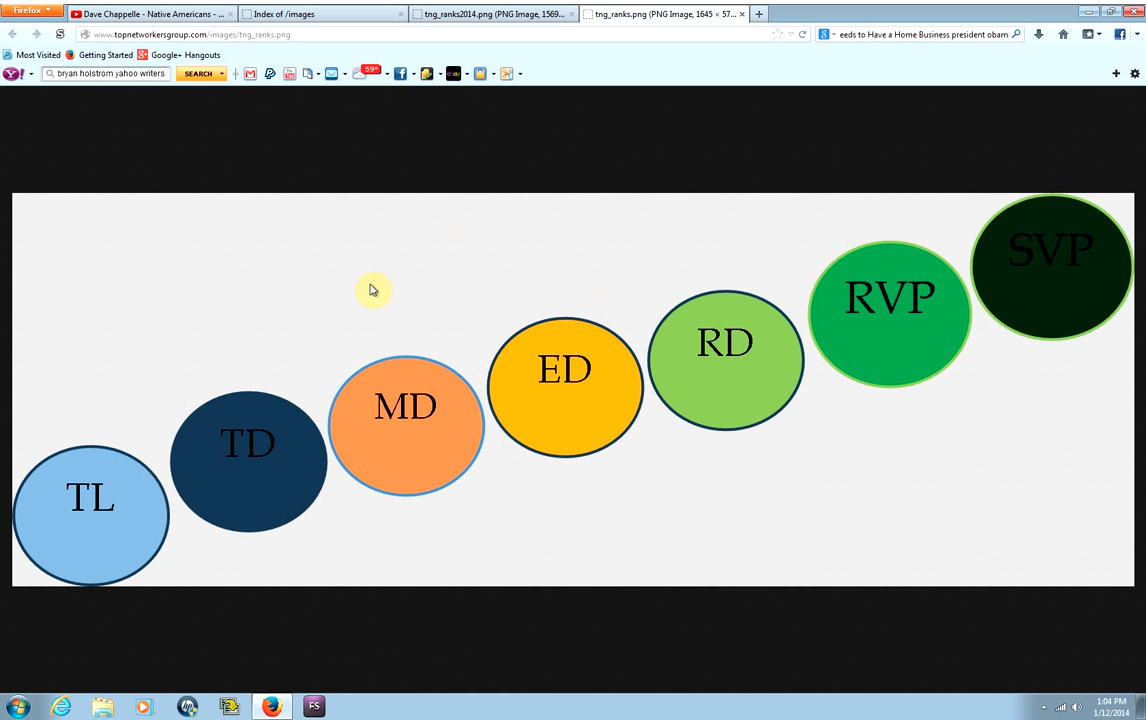 Firefox
Dave Chappelle - Native Americans - ...
Index of /images
tng_ranks2014.png (PNG Image, 1569...
tng_ranks.png (PNG Image, 1645 × 57...
www.topnetworkersgroup.com/images/tng_ranks.png
eeds to Have a Home Business president obam
Most Visited
Getting Started
Google+ Hangouts
bryan holstrom yahoo writers
SEARCH
59°
ebay
SVP
RVP
RD
ED
MD
TD
TL
FS
1:04 PM
1/12/2014